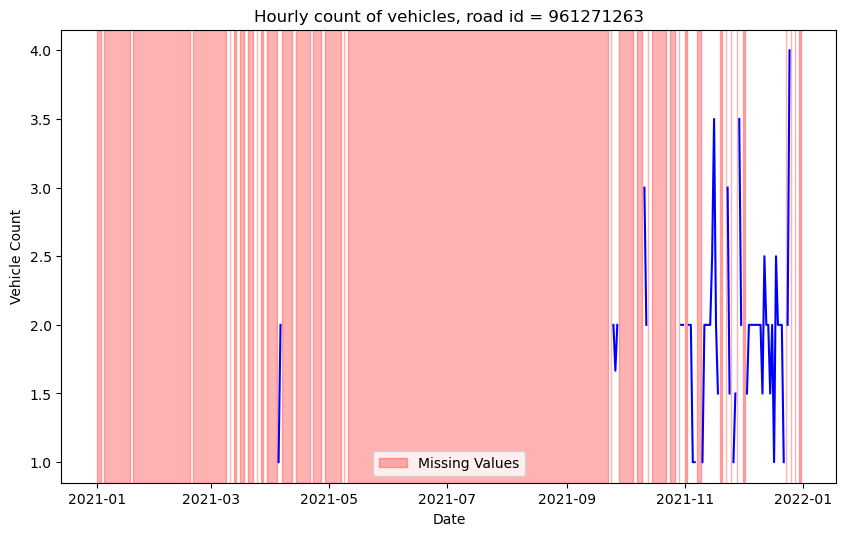 Hourly count of vehicles, road id = 961271263
4.0
3.5
3.0
2.5
2.0
1.5
1.0
Vehicle Count
Missing Values
2021-01 2021-03 2021-05 2021-07 2021-09 2021-11 2022-01
Date